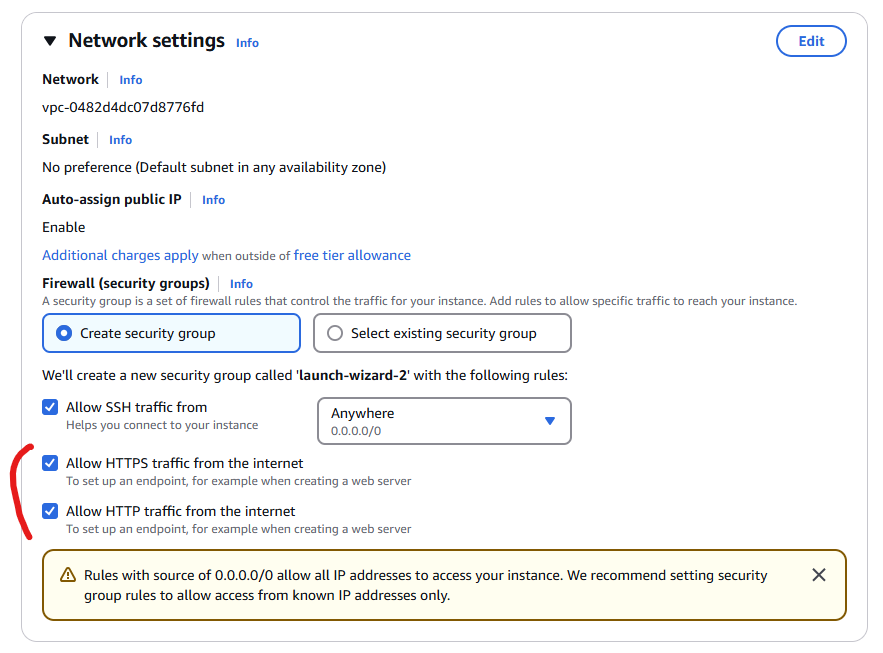 Network settings Info Edit
Network Info
vpc-0482d4dc07d8776fd
Subnet Info
No preference (Default subnet in any availability zone)
Auto-assign public IP Info
Enable
Additional charges apply when outside of free tier allowance
Firewall (security groups) Info
A security group is a set of firewall rules that control the traffic for your instance. Add rules to allow specific traffic to reach your instance.
Create security group Select existing security group
We'll create a new security group called 'launch-wizard-2' with the following rules:
Allow SSH traffic from
Helps you connect to your instance
Anywhere
0.0.0.0/0
Allow HTTPS traffic from the internet
To set up an endpoint, for example when creating a web server
Allow HTTP traffic from the internet
To set up an endpoint, for example when creating a web server
Rules with source of 0.0.0.0/0 allow all IP addresses to access your instance. We recommend setting security
group rules to allow access from known IP addresses only.